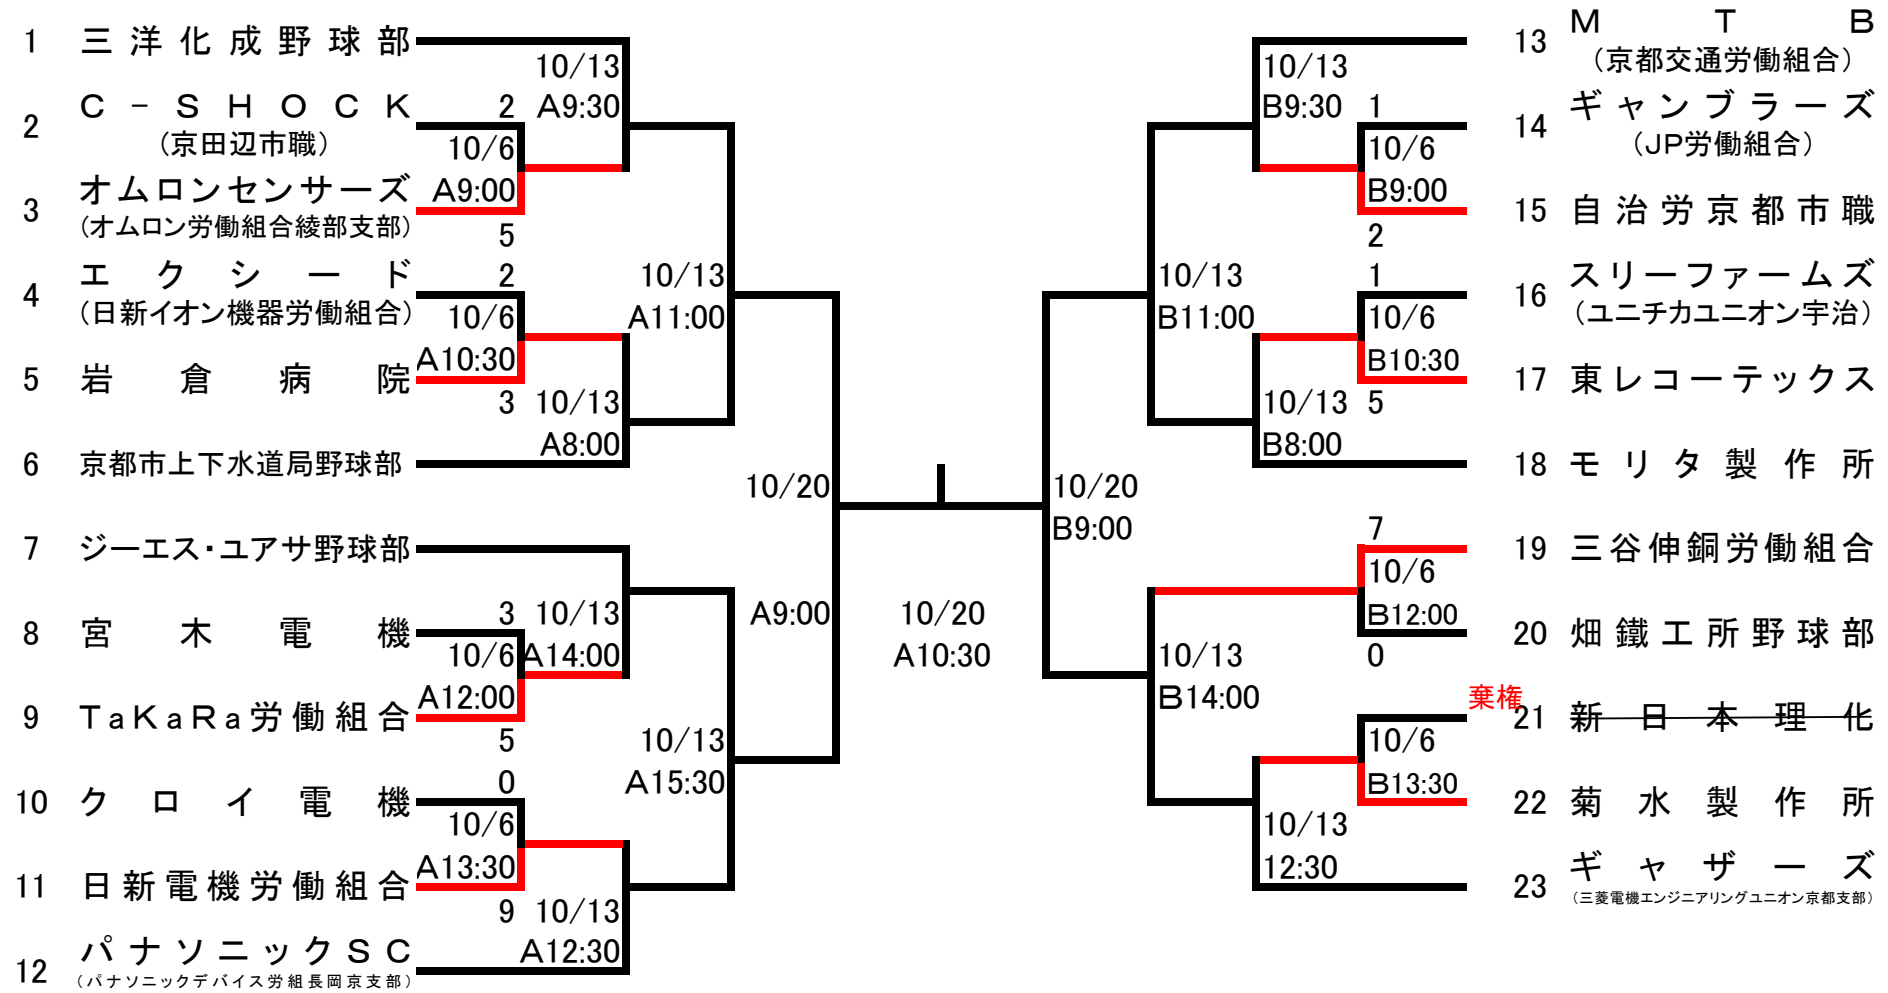 1 三洋化成野球部
10/13
A9:30
2 C-SHOCK 2
(京田辺市職)
10/6
A9:00
3 オムロンセンサーズ
(オムロン労働組合綾部支部)
5
4 エクシード 2
(日新イオン機器労働組合)
10/6
A10:30
10/13
A11:00
5 岩倉病院
3
10/13
A8:00
6 京都市上下水道局野球部
10/20
A9:00
7 ジーエス・ユアサ野球部
8 宮木電機 3
10/13
A14:00
10/6
A12:00
9 TaKaRa労働組合
5
10/13
A15:30
10 クロイ電機 0
10/6
A13:30
11 日新電機労働組合
9
10/13
A12:30
12 パナソニックSC
(パナソニックデバイス労組長岡京支部)
10/20
A10:30
13 MTB
(京都交通労働組合)
10/13
B9:30
1 14 ギャンブラーズ
(JP労働組合)
10/6
B9:00
15 自治労京都市職
2
10/13
B11:00
1 16 スリーファームズ
(ユニチカユニオン宇治)
10/6
B10:30
17 東レコーテックス
5
10/13
B8:00
18 モリタ製作所
10/20
B9:00
7
19 三谷伸銅労働組合
10/6
B12:00
20 畑鐵工所野球部
0
10/13
B14:00
棄権
21 新日本理化
10/6
B13:30
22 菊水製作所
10/13
12:30
23 ギャザーズ
(三菱電機エンジニアリングユニオン京都支部)